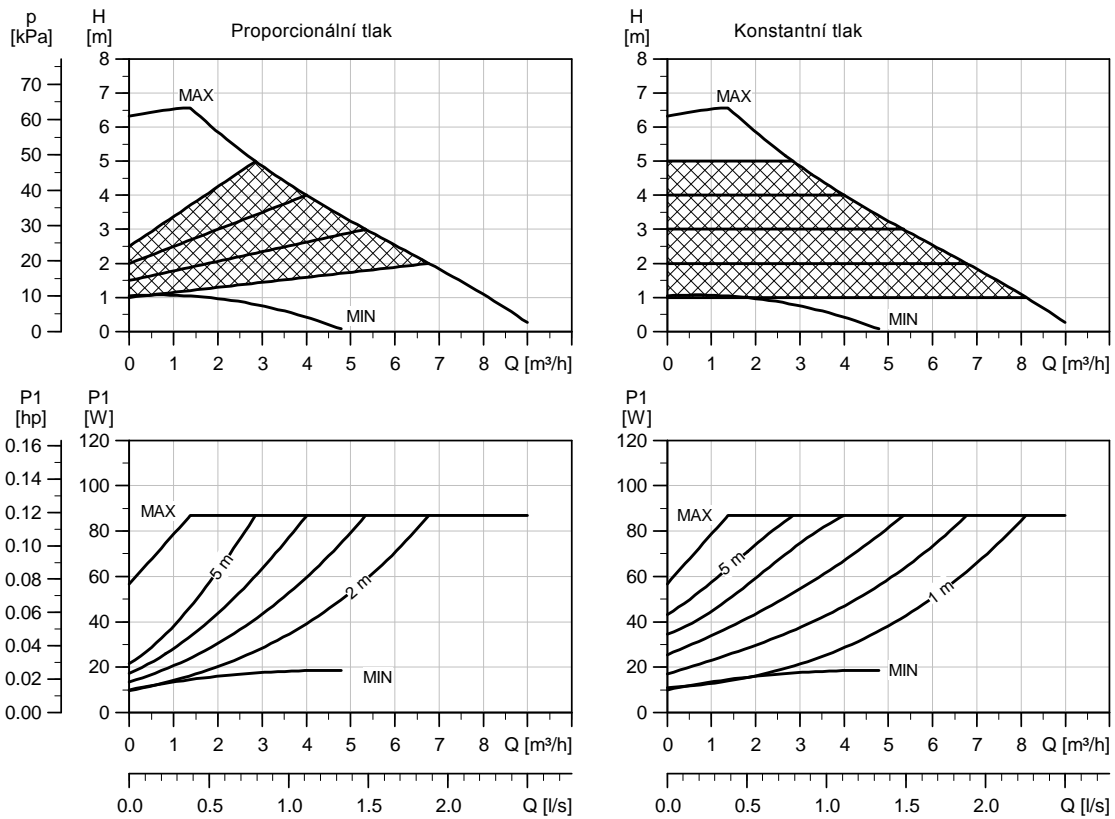 p
[kPa]
H
[m]
Proporcionální tlak
H
[m]
Konstantní tlak
70
60
50
40
30
20
10
0
8
7
6
5
4
3
2
1
0
MAX
MIN
0 1 2 3 4 5 6 7 8 Q [m³/h]
8
7
6
5
4
3
2
1
0
MAX
MIN
0 1 2 3 4 5 6 7 8 Q [m³/h]
P1
[hp]
P1
[W]
P1
[W]
0.16
0.14
0.12
0.10
0.08
0.06
0.04
0.02
0.00
120
100
80
60
40
20
0
MAX
5 m
2 m
MIN
0 1 2 3 4 5 6 7 8 Q [m³/h]
0.0 0.5 1.0 1.5 2.0 Q [l/s]
120
100
80
60
40
20
0
MAX
5 m
1 m
MIN
0 1 2 3 4 5 6 7 8 Q [m³/h]
0.0 0.5 1.0 1.5 2.0 Q [l/s]